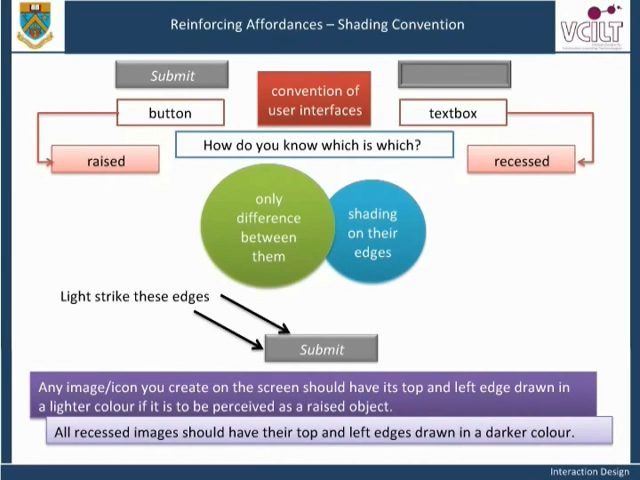 Reinforcing Affordances – Shading Convention
VCILT
Submit
convention of
user interfaces
button
textbox
How do you know which is which?
raised
recessed
only
difference
between
them
shading
on their
edges
Light strike these edges
Submit
Any image/icon you create on the screen should have its top and left edge drawn in
a lighter colour if it is to be perceived as a raised object.
All recessed images should have their top and left edges drawn in a darker colour.
Interaction Design